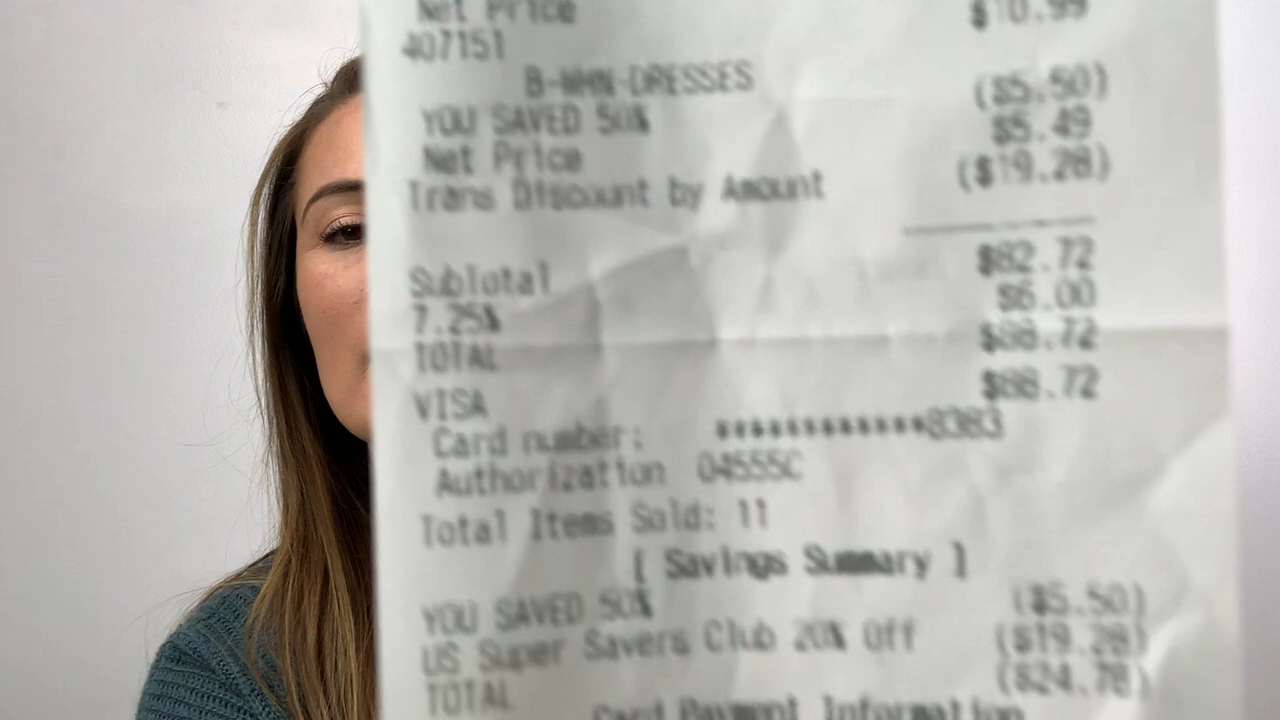 Net Price $10.99
407151
B-WMN-DRESSES
YOU SAVED 50% ($5.50)
Net Price $5.49
Trans Discount by Amount ($19.28)
Subtotal $82.72
7.25% $6.00
TOTAL $88.72
VISA $88.72
Card number: ************8383
Authorization 04555C
Total Items Sold: 11
[ Savings Summary ]
YOU SAVED 50% ($5.50)
US Super Savers Club 20% Off ($19.28)
TOTAL ($24.78)
Card Payment Information